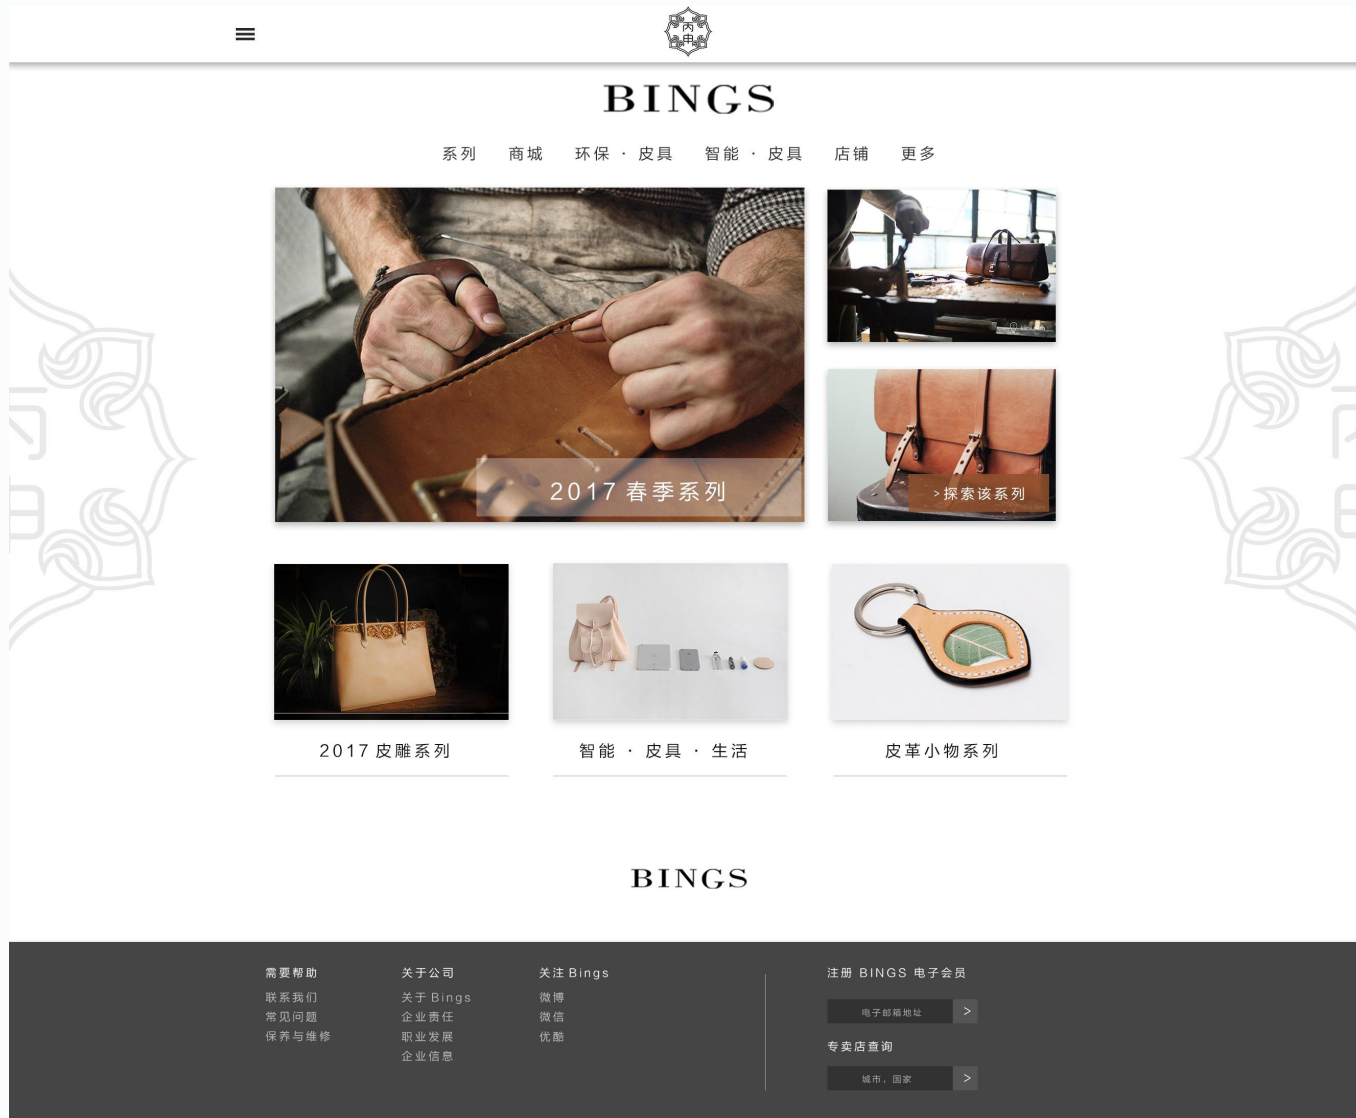 丙
申
BINGS
系列 商城 环保 · 皮具 智能 · 皮具 店铺 更多
2017 春季系列
>探索该系列
2017 皮雕系列 智能 · 皮具 · 生活 皮革小物系列
BINGS
需要帮助
联系我们
常见问题
保养与维修
关于公司
关于 Bings
企业责任
职业发展
企业信息
关注 Bings
微博
微信
优酷
注册 BINGS 电子会员
电子邮箱地址 >
专卖店查询
城市，国家 >